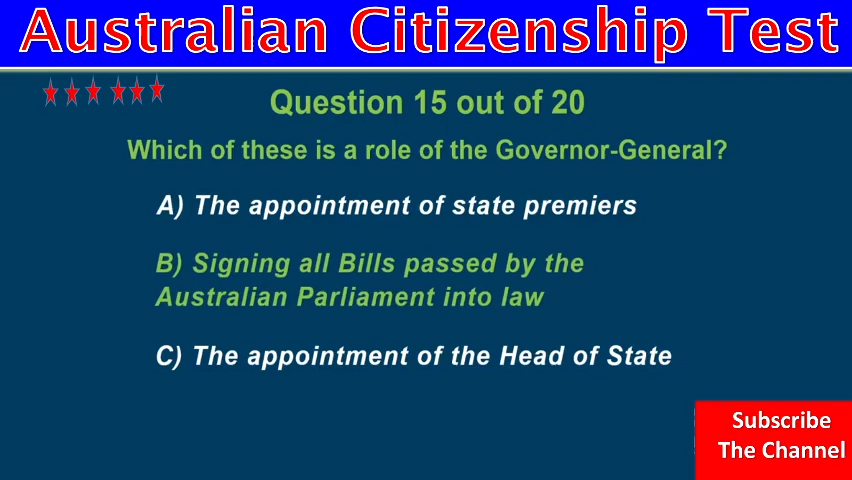 Australian Citizenship Test
Question 15 out of 20
Which of these is a role of the Governor-General?
A) The appointment of state premiers
B) Signing all Bills passed by the
Australian Parliament into law
C) The appointment of the Head of State
Subscribe
The Channel